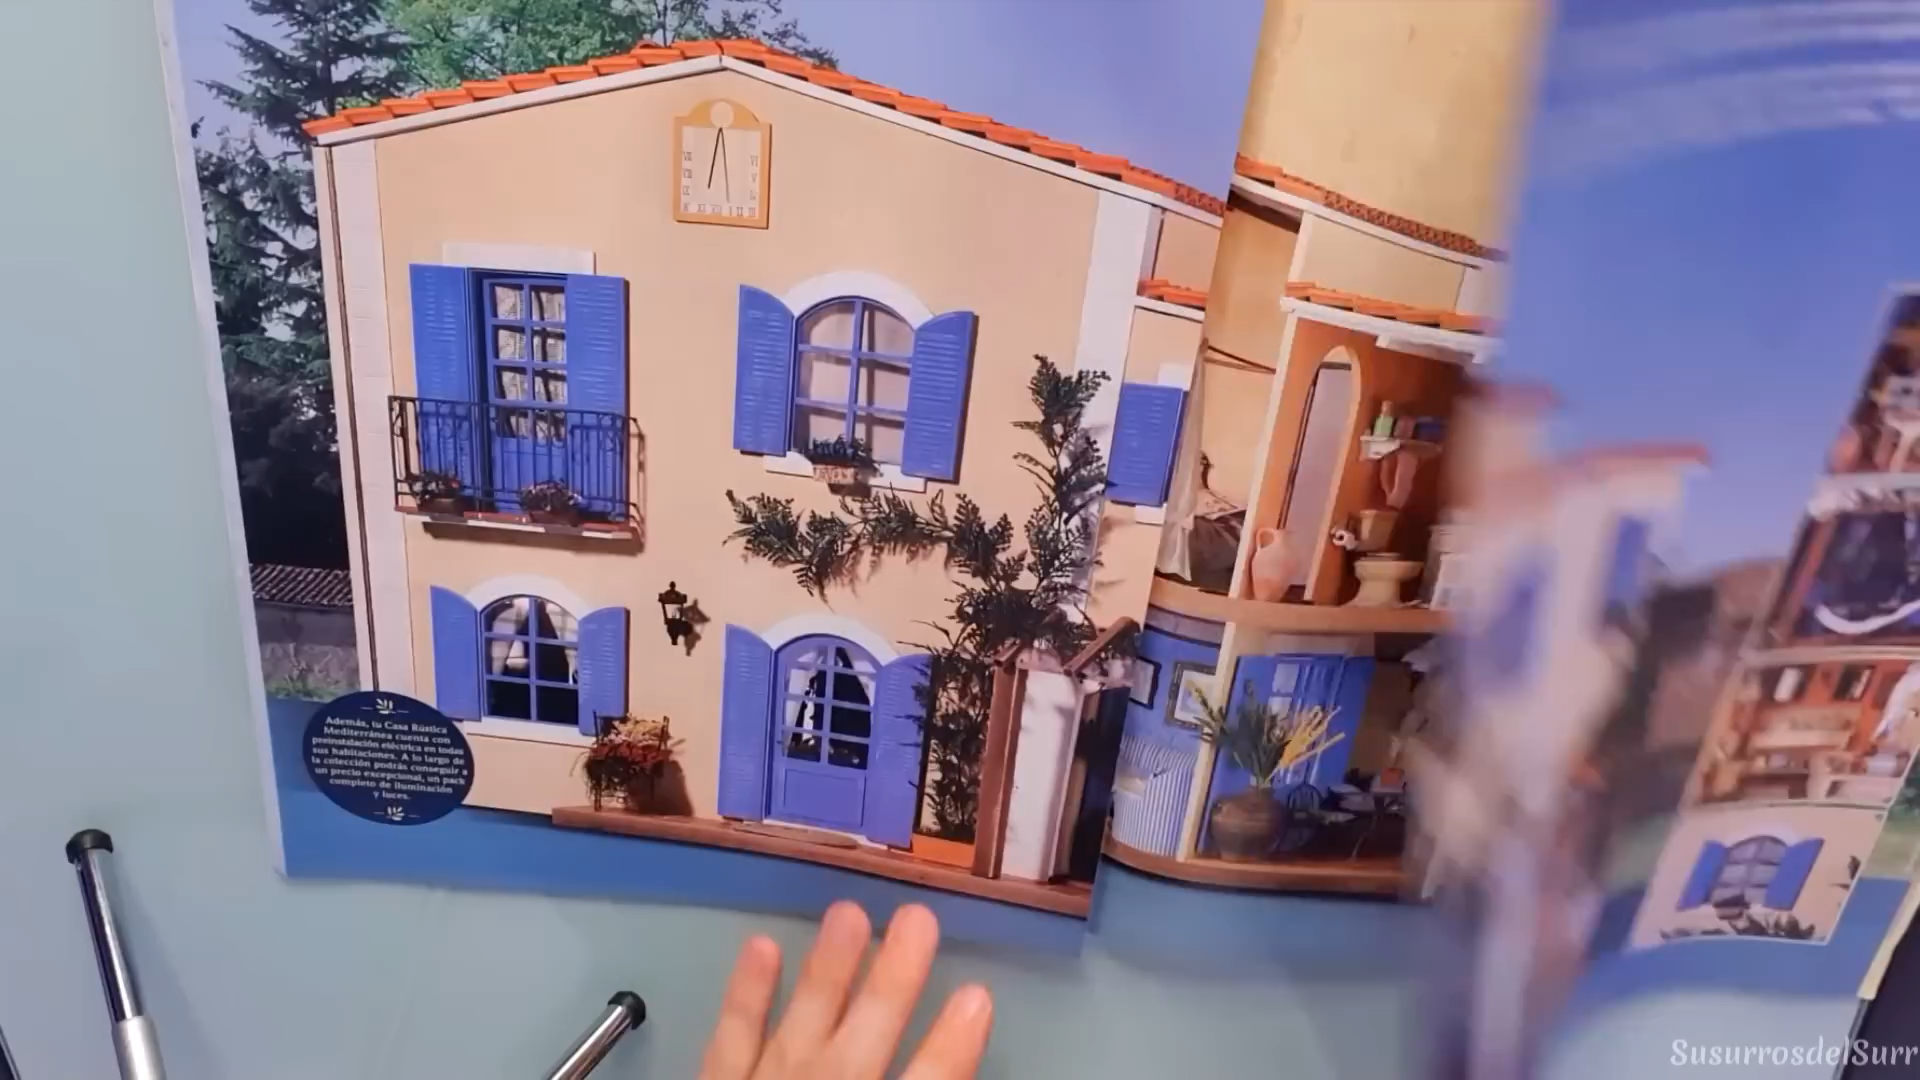 Además, tu Casa Rústica
Mediterránea cuenta con
preinstalación eléctrica en todas
sus habitaciones. A lo largo de
la colección podrás conseguir a
un precio excepcional, un pack
completo de iluminación
y luces.
SusurrosdelSurr